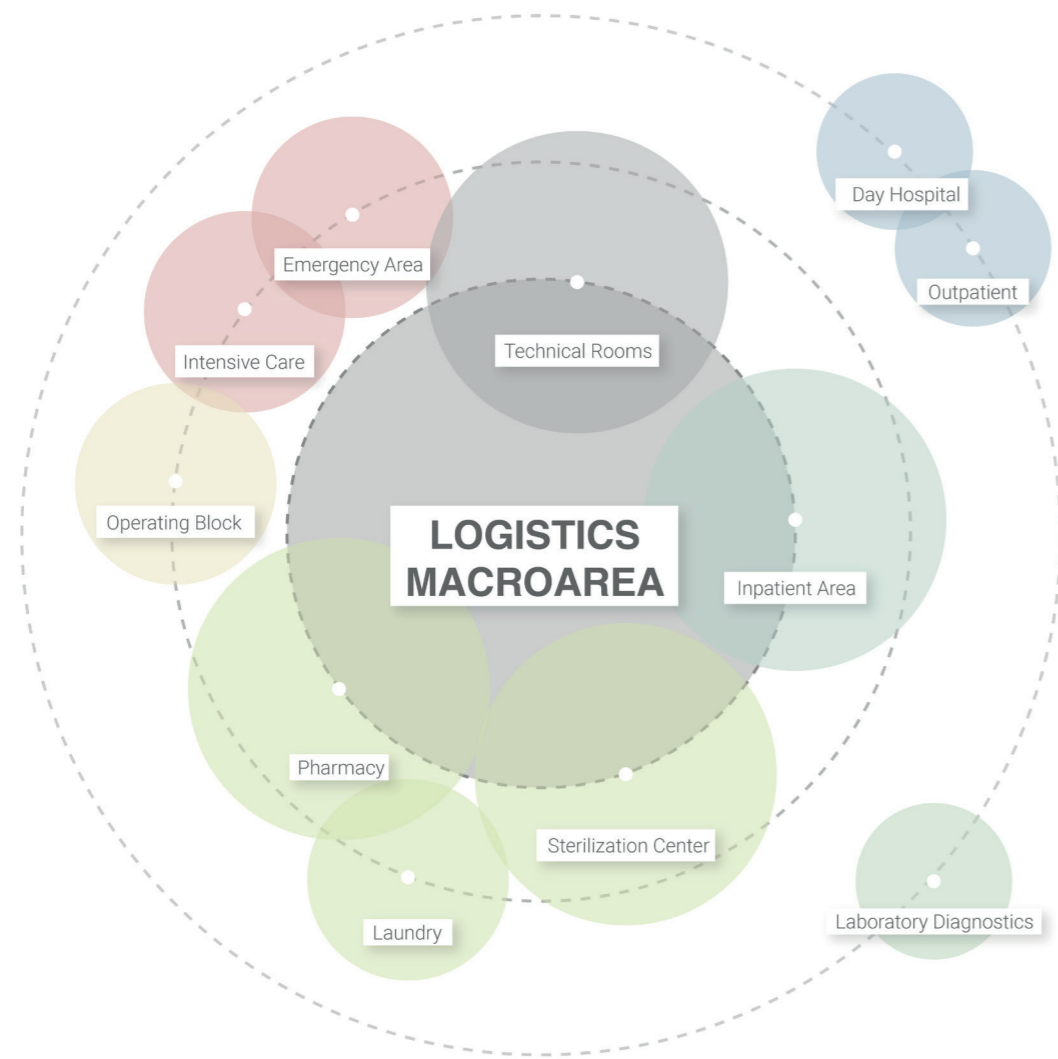 Day Hospital
Emergency Area
Outpatient
Technical Rooms
Intensive Care
Operating Block
LOGISTICS
MACROAREA
Inpatient Area
Pharmacy
Sterilization Center
Laboratory Diagnostics
Laundry